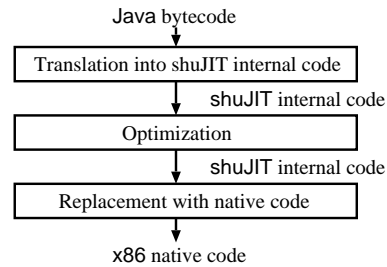 Java bytecode
Translation into shuJIT internal code
shuJIT internal code
Optimization
shuJIT internal code
Replacement with native code
x86 native code